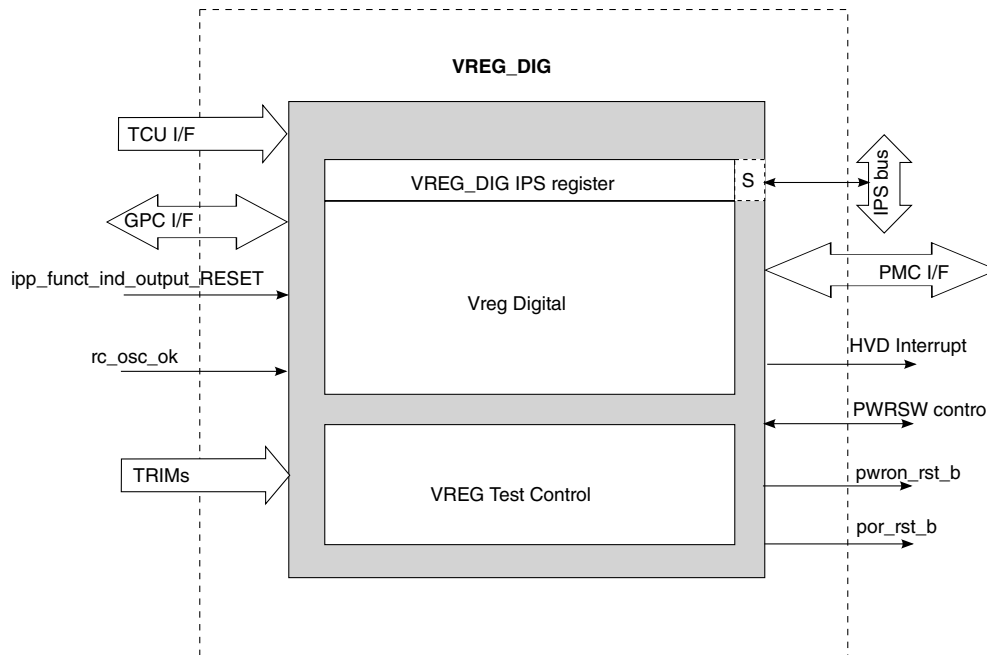 VREG_DIG
TCU I/F
VREG_DIG IPS register
S
IPS bus
GPC I/F
ipp_funct_ind_output_RESET
PMC I/F
Vreg Digital
rc_osc_ok
HVD Interrupt
PWRSW contro
TRIMs
VREG Test Control
pwron_rst_b
por_rst_b